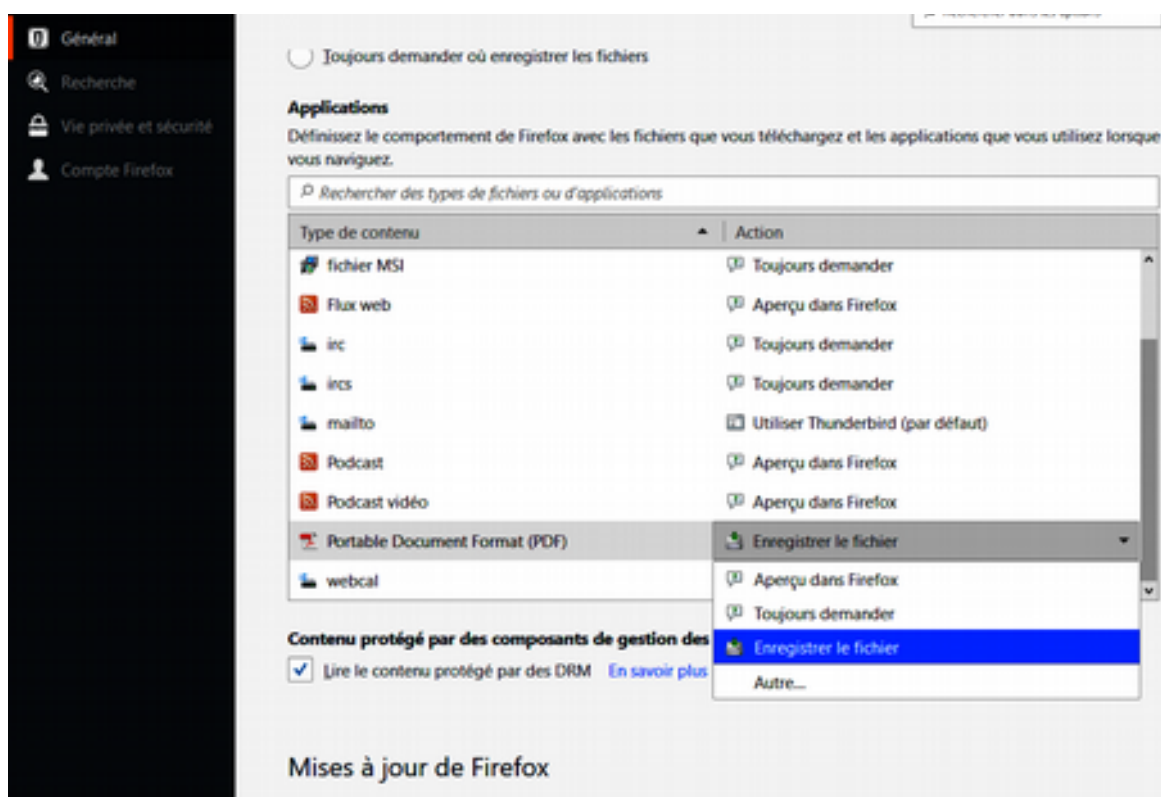 Général
Recherche
Vie privée et sécurité
Compte Firefox
Toujours demander où enregistrer les fichiers
Applications
Définissez le comportement de Firefox avec les fichiers que vous téléchargez et les applications que vous utilisez lorsque
vous naviguez.
Rechercher des types de fichiers ou d'applications
Type de contenu Action
fichier MSI Toujours demander
Flux web Aperçu dans Firefox
irc Toujours demander
ircs Toujours demander
mailto Utiliser Thunderbird (par défaut)
Podcast Aperçu dans Firefox
Podcast vidéo Aperçu dans Firefox
Portable Document Format (PDF) Enregistrer le fichier
webcal Aperçu dans Firefox
Toujours demander
Contenu protégé par des composants de gestion des Enregistrer le fichier
Lire le contenu protégé par des DRM En savoir plus
Autre...
Mises à jour de Firefox